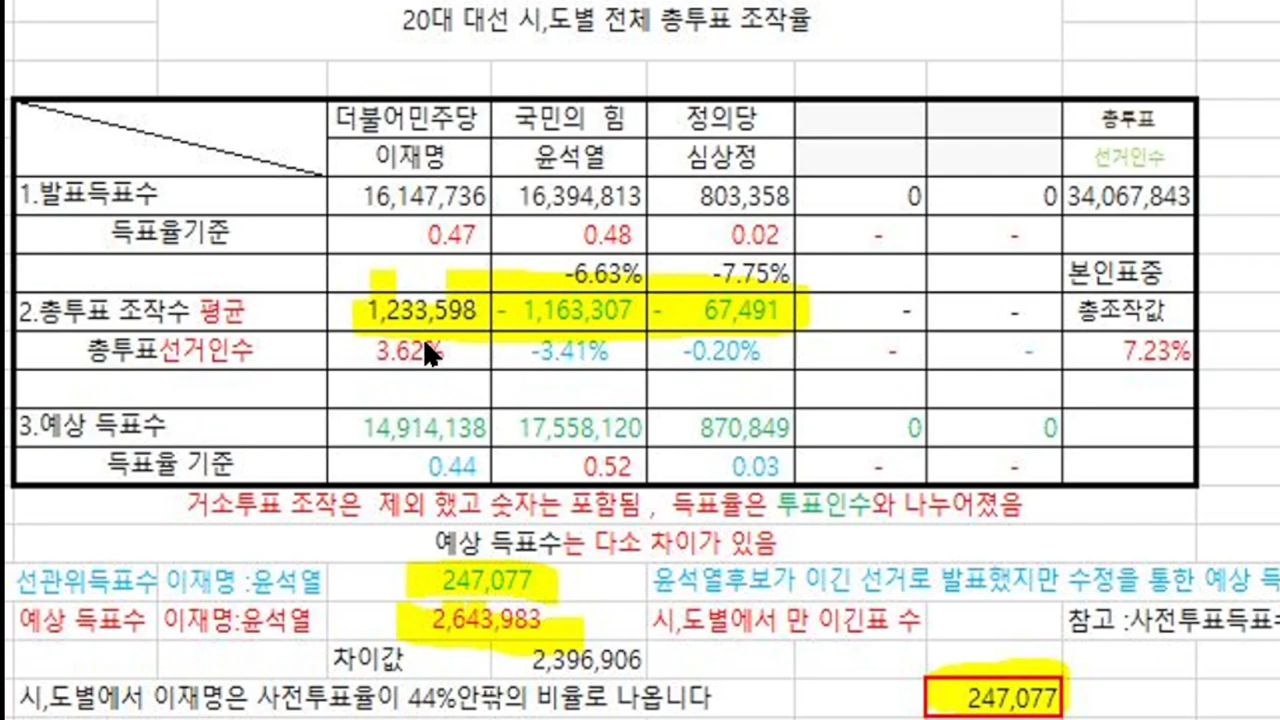 20대 대선 시,도별 전체 총투표 조작율
더불어민주당 국민의 힘 정의당 총투표
이재명 윤석열 심상정 선거인수
1.발표득표수 16,147,736 16,394,813 803,358 0 0 34,067,843
득표율기준 0.47 0.48 0.02 - -
-6.63% -7.75% 본인표중
2.총투표 조작수 평균 1,233,598 - 1,163,307 - 67,491 - - 총조작값
총투표선거인수 3.62% -3.41% -0.20% - - 7.23%
3.예상 득표수 14,914,138 17,558,120 870,849 0 0
득표율 기준 0.44 0.52 0.03 - -
거소투표 조작은 제외 했고 숫자는 포함됨 , 득표율은 투표인수와 나누어졌음
예상 득표수는 다소 차이가 있음
선관위득표수 이재명 :윤석열 247,077 윤석열후보가 이긴 선거로 발표했지만 수정을 통한 예상 득
예상 득표수 이재명:윤석열 2,643,983 시,도별에서 만 이긴표 수 참고 :사전투표득표수
차이값 2,396,906
시,도별에서 이재명은 사전투표율이 44%안팎의 비율로 나옵니다 247,077